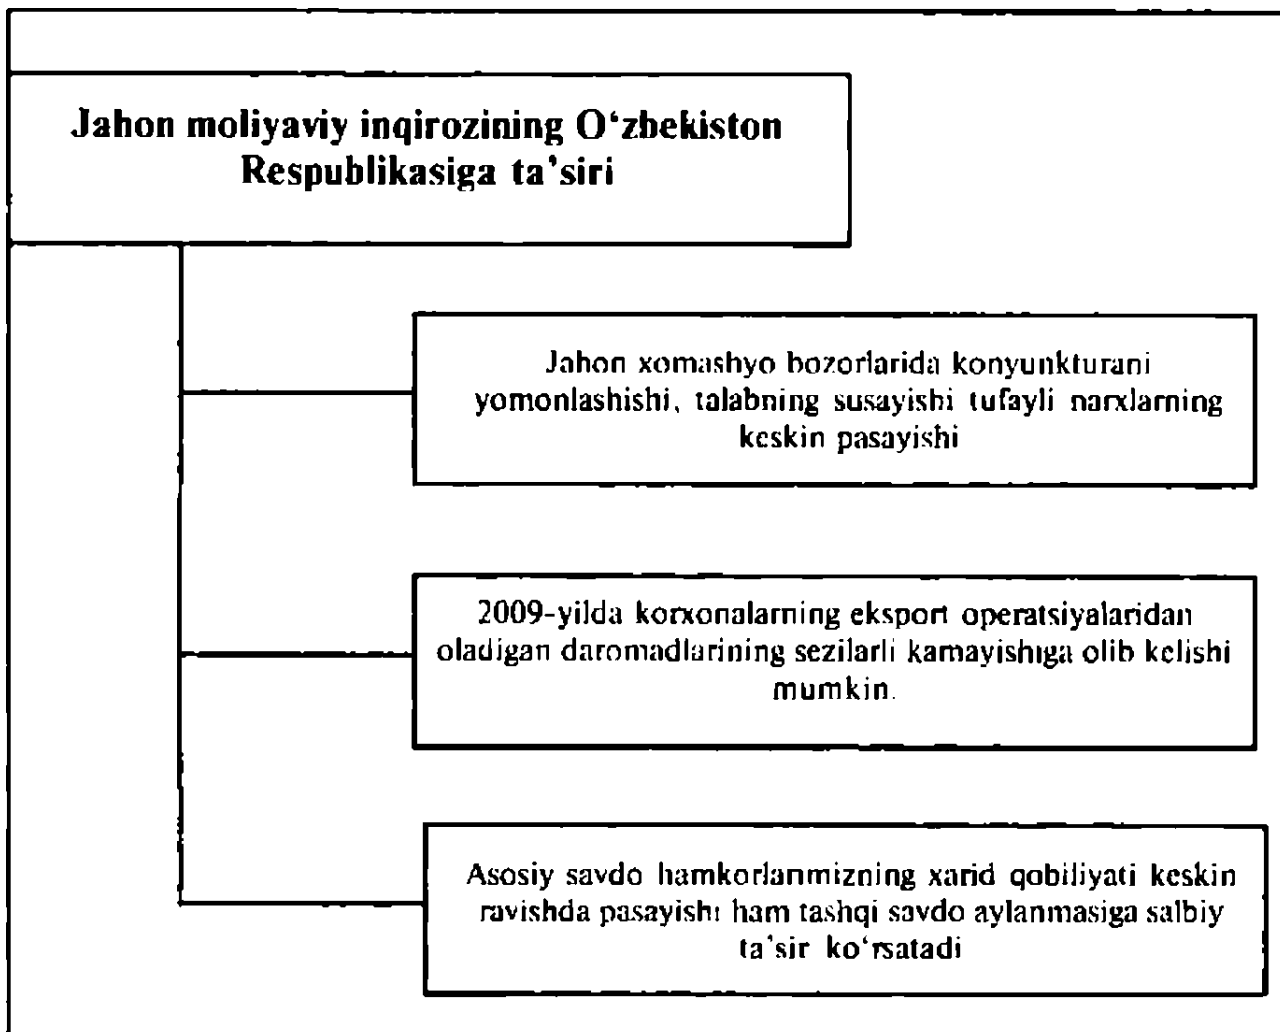 Jahon moliyaviy inqirozining O‘zbekiston
Respublikasiga ta’siri
Jahon xomashyo bozorlarida konyunkturani
yomonlashishi, talabning susayishi tufayli narxlarning
keskin pasayishi
2009-yilda korxonalarning eksport operatsiyalaridan
oladigan daromadlarining sezilarli kamayishiga olib kelishi
mumkin.
Asosiy savdo hamkorlarimizning xarid qobiliyati keskin
ravishda pasayishi ham tashqi savdo aylanmasiga salbiy
ta’sir ko‘rsatadi